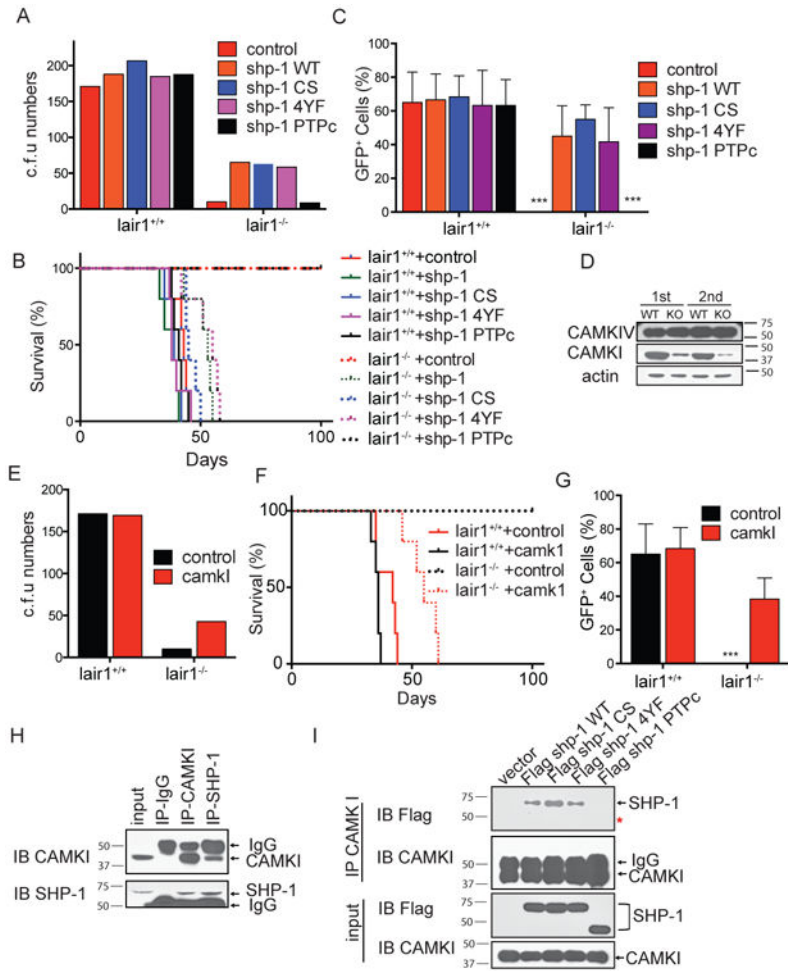 A
c.f.u numbers
200
150
100
50
0
control
shp-1 WT
shp-1 CS
shp-1 4YF
shp-1 PTPc
lair1+/+
lair1-/-
C
GFP+ Cells (%)
100
80
60
40
20
0
control
shp-1 WT
shp-1 CS
shp-1 4YF
shp-1 PTPc
***
***
lair1+/+
lair1-/-
B
Survival (%)
100
50
0
0
50
100
Days
lair1+/++control
lair1+/++shp-1
lair1+/++shp-1 CS
lair1+/++shp-1 4YF
lair1+/++shp-1 PTPc
lair1-/- +control
lair1-/-+shp-1
lair1-/-+shp-1 CS
lair1-/-+shp-1 4YF
lair1-/-+shp-1 PTPc
D
1st 2nd
WT KO WT KO
CAMKIV
75
50
CAMKI
50
37
actin
50
E
c.f.u numbers
200
150
100
50
0
control
camkI
lair1+/+
lair1-/-
F
Survival (%)
100
50
0
0
50
100
Days
lair1+/++control
lair1+/++camk1
lair1-/-+control
lair1-/- +camk1
G
GFP+ Cells (%)
100
80
60
40
20
0
control
camkI
***
lair1+/+
lair1-/-
H
input
IP-IgG
IP-CAMKI
IP-SHP-1
IB CAMKI
50
37
IgG
CAMKI
IB SHP-1
75
50
SHP-1
IgG
I
vector
Flag shp-1 WT
Flag shp-1 CS
Flag shp-1 4YF
Flag shp-1 PTPc
IP CAMK I
IB Flag
75
50
SHP-1
*
IB CAMKI
50
37
IgG
CAMKI
input
IB Flag
75
50
SHP-1
IB CAMKI
50
37
CAMKI